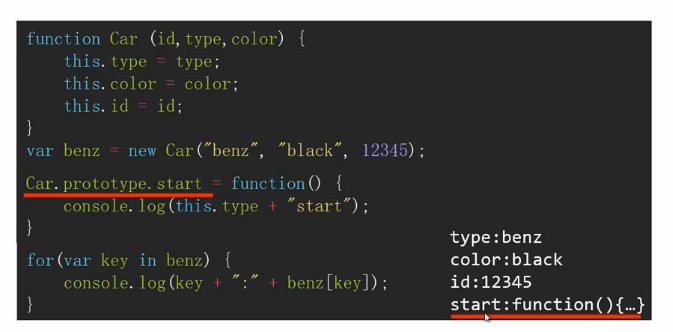 function Car (id,type,color) {
    this.type = type;
    this.color = color;
    this.id = id;
}
var benz = new Car("benz", "black", 12345);
Car.prototype.start = function() {
    console.log(this.type + "start");
}
for(var key in benz) {
    console.log(key + ":" + benz[key]);
}
type:benz
color:black
id:12345
start:function(){…}